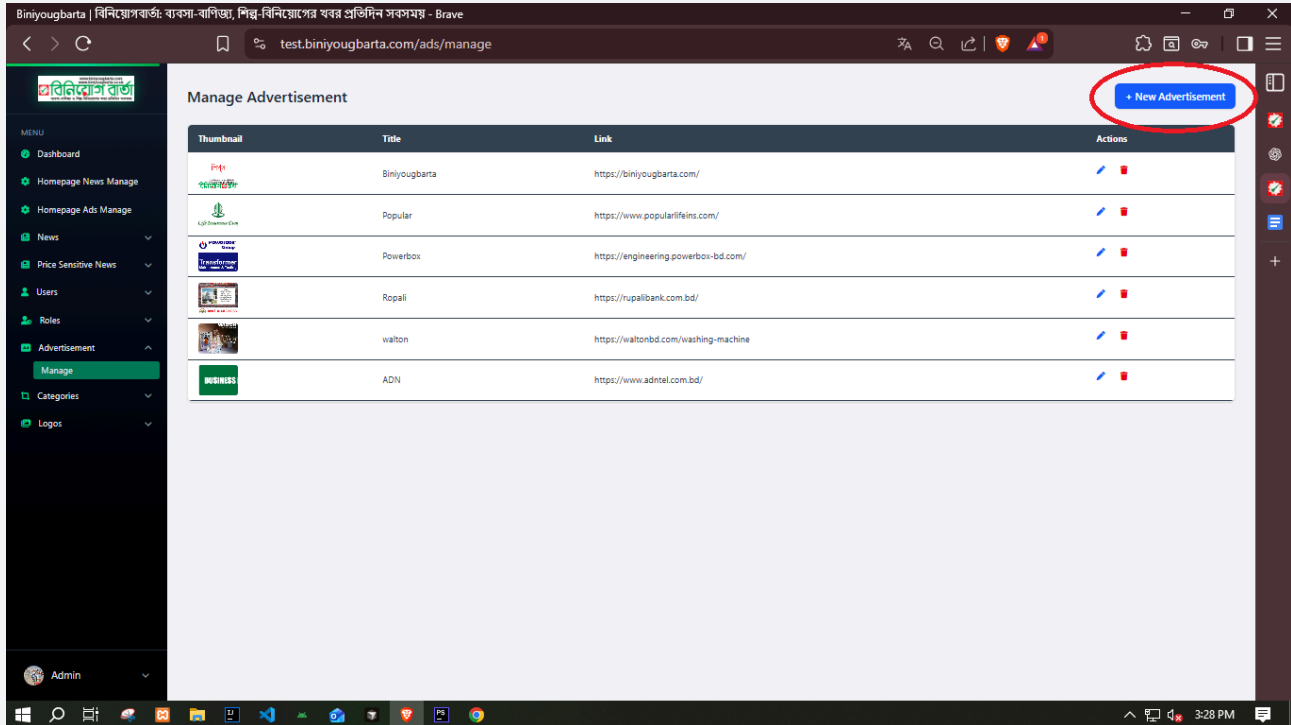 Biniyougbarta | বিনিয়োগবার্তা: ব্যবসা-বাণিজ্য, শিল্প-বিনিয়োগের খবর প্রতিদিন সবসময় - Brave
test.biniyougbarta.com/ads/manage
বিনিয়োগ বার্তা
Manage Advertisement
+ New Advertisement
MENU
Dashboard
Homepage News Manage
Homepage Ads Manage
News
Price Sensitive News
Users
Roles
Advertisement
Manage
Categories
Logos
Admin
Thumbnail Title Link Actions
Biniyougbarta https://biniyougbarta.com/
Popular https://www.popularlifeins.com/
Transformer Powerbox https://engineering.powerbox-bd.com/
Ropali https://rupalibank.com.bd/
walton https://waltonbd.com/washing-machine
BUSINESS ADN https://www.adntel.com.bd/
3:28 PM